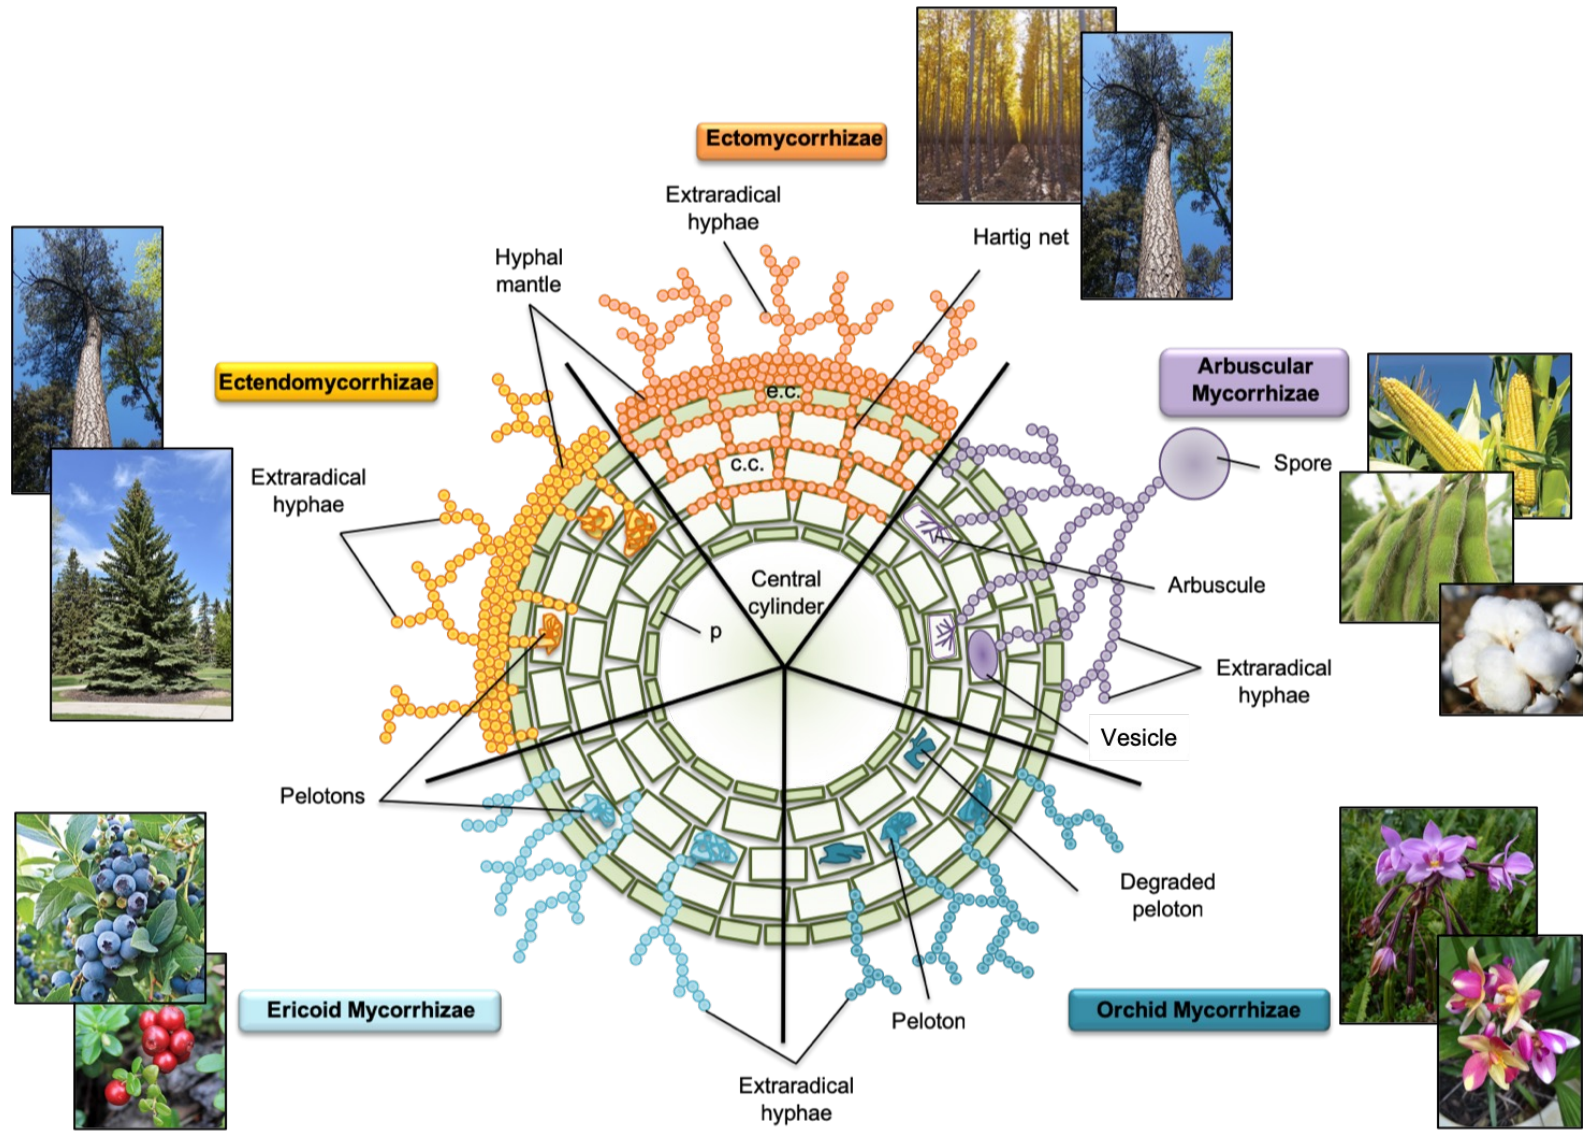 Ectomycorrhizae
Extraradical
hyphae
Hartig net
Hyphal
mantle
Arbuscular
Mycorrhizae
Ectendomycorrhizae
e.c.
c.c.
Spore
Extraradical
hyphae
Central
cylinder
Arbuscule
p
Extraradical
hyphae
Vesicle
Pelotons
Degraded
peloton
Ericoid Mycorrhizae
Peloton
Orchid Mycorrhizae
Extraradical
hyphae